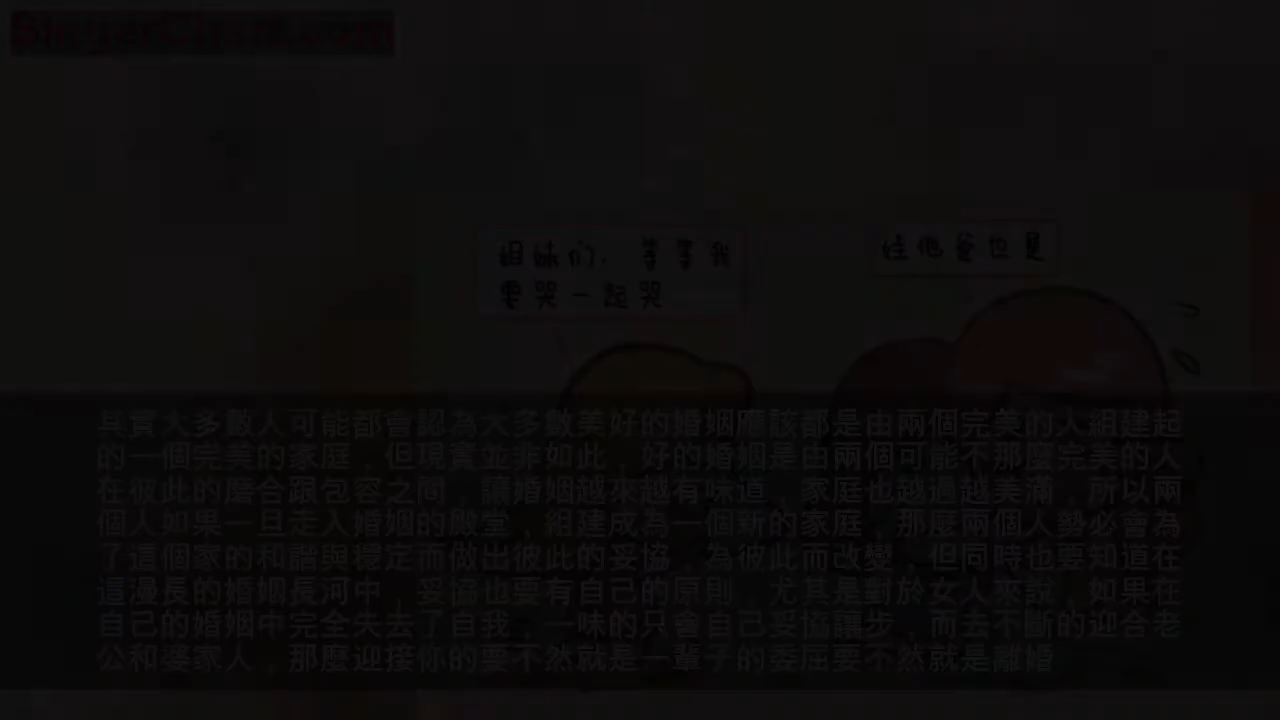 姐妹们，等等我
要哭一起哭
娃他爸也是
其實大多數人可能都會認為大多數美好的婚姻應該都是由兩個完美的人組建起
的一個完美的家庭，但現實並非如此，好的婚姻是由兩個可能不那麼完美的人
在彼此的磨合跟包容之間，讓婚姻越來越有味道，家庭也越過越美滿，所以兩
個人如果一旦走入婚姻的殿堂，組建成為一個新的家庭，那麼兩個人勢必會為
了這個家的和諧與穩定而做出彼此的妥協，為彼此而改變，但同時也要知道在
這漫長的婚姻長河中，妥協也要有自己的原則，尤其是對於女人來說，如果在
自己的婚姻中完全失去了自我，一味的只會自己妥協讓步，而去不斷的迎合老
公和婆家人，那麼迎接你的要不然就是一輩子的委屈要不然就是離婚